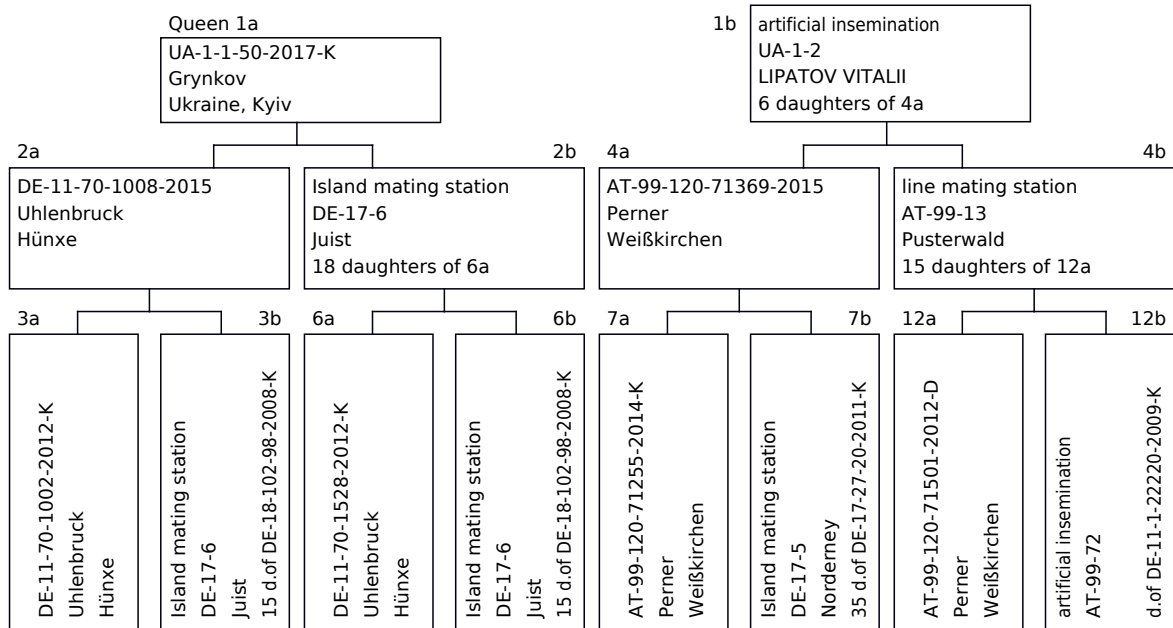 Queen 1a
UA-1-1-50-2017-K
Grynkov
Ukraine, Kyiv
1b
artificial insemination
UA-1-2
LIPATOV VITALII
6 daughters of 4a
2a
DE-11-70-1008-2015
Uhlenbruck
Hünxe
2b
Island mating station
DE-17-6
Juist
18 daughters of 6a
4a
AT-99-120-71369-2015
Perner
Weißkirchen
4b
line mating station
AT-99-13
Pusterwald
15 daughters of 12a
3a
DE-11-70-1002-2012-K
Uhlenbruck
Hünxe
3b
Island mating station
DE-17-6
Juist
15 d.of DE-18-102-98-2008-K
6a
DE-11-70-1528-2012-K
Uhlenbruck
Hünxe
6b
Island mating station
DE-17-6
Juist
15 d.of DE-18-102-98-2008-K
7a
AT-99-120-71255-2014-K
Perner
Weißkirchen
7b
Island mating station
DE-17-5
Norderney
35 d.of DE-17-27-20-2011-K
12a
AT-99-120-71501-2012-D
Perner
Weißkirchen
12b
artificial insemination
AT-99-72
d.of DE-11-1-22220-2009-K